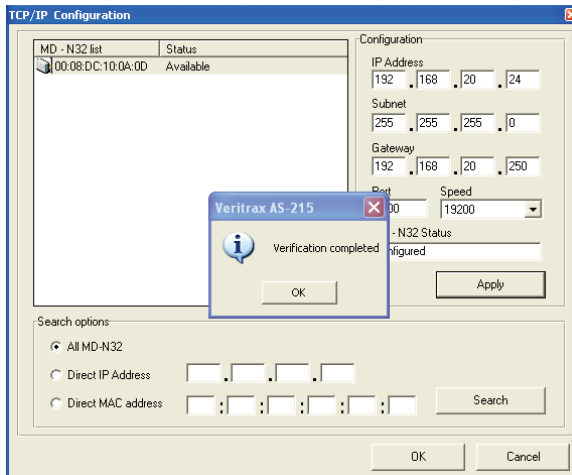 TCP/IP Configuration
MD - N32 list Status
00:08:DC:10:0A:0D Available
Configuration
IP Address
192 . 168 . 20 . 24
Subnet
255 . 255 . 255 . 0
Gateway
192 . 168 . 20 . 250
Speed
19200
- N32 Status
Apply
Veritrax AS-215
Verification completed
OK
Search options
All MD-N32
Direct IP Address
. . .
Direct MAC address
: : : : :
Search
OK Cancel